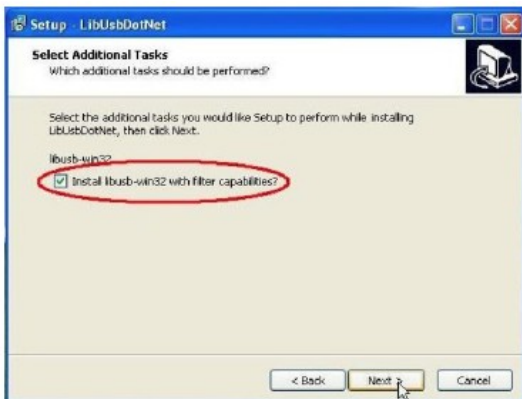 Setup - LibUsbDotNet
Select Additional Tasks
Which additional tasks should be performed?
Select the additional tasks you would like Setup to perform while installing
LibUsbDotNet, then click Next.
libusb-win32
Install libusb-win32 with filter capabilities?
< Back
Next >
Cancel